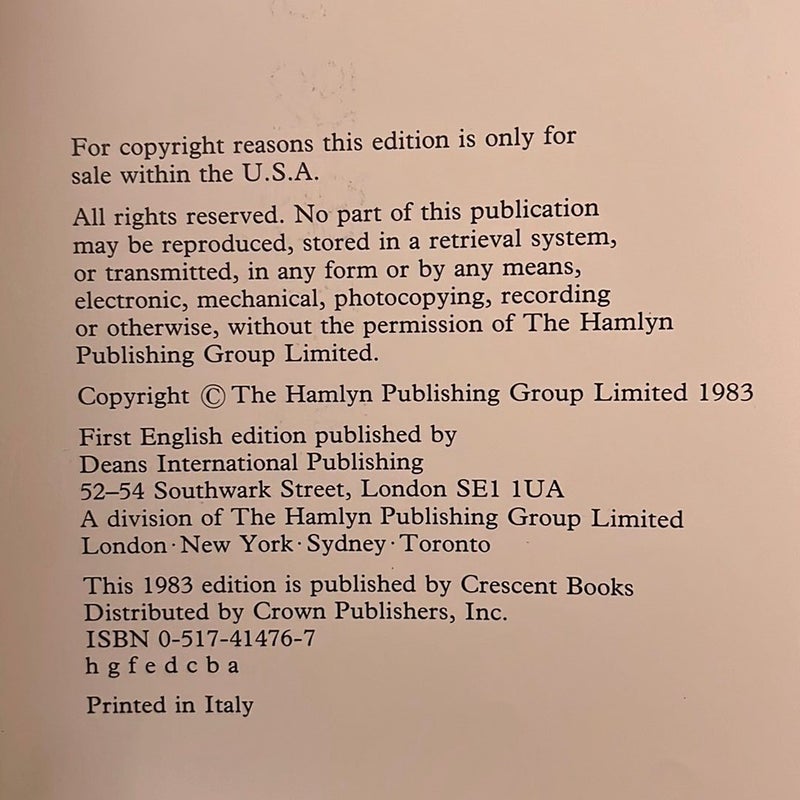 For copyright reasons this edition is only for
sale within the U.S.A.
All rights reserved. No part of this publication
may be reproduced, stored in a retrieval system,
or transmitted, in any form or by any means,
electronic, mechanical, photocopying, recording
or otherwise, without the permission of The Hamlyn
Publishing Group Limited.
Copyright © The Hamlyn Publishing Group Limited 1983
First English edition published by
Deans International Publishing
52–54 Southwark Street, London SE1 1UA
A division of The Hamlyn Publishing Group Limited
London · New York · Sydney · Toronto
This 1983 edition is published by Crescent Books
Distributed by Crown Publishers, Inc.
ISBN 0-517-41476-7
h g f e d c b a
Printed in Italy